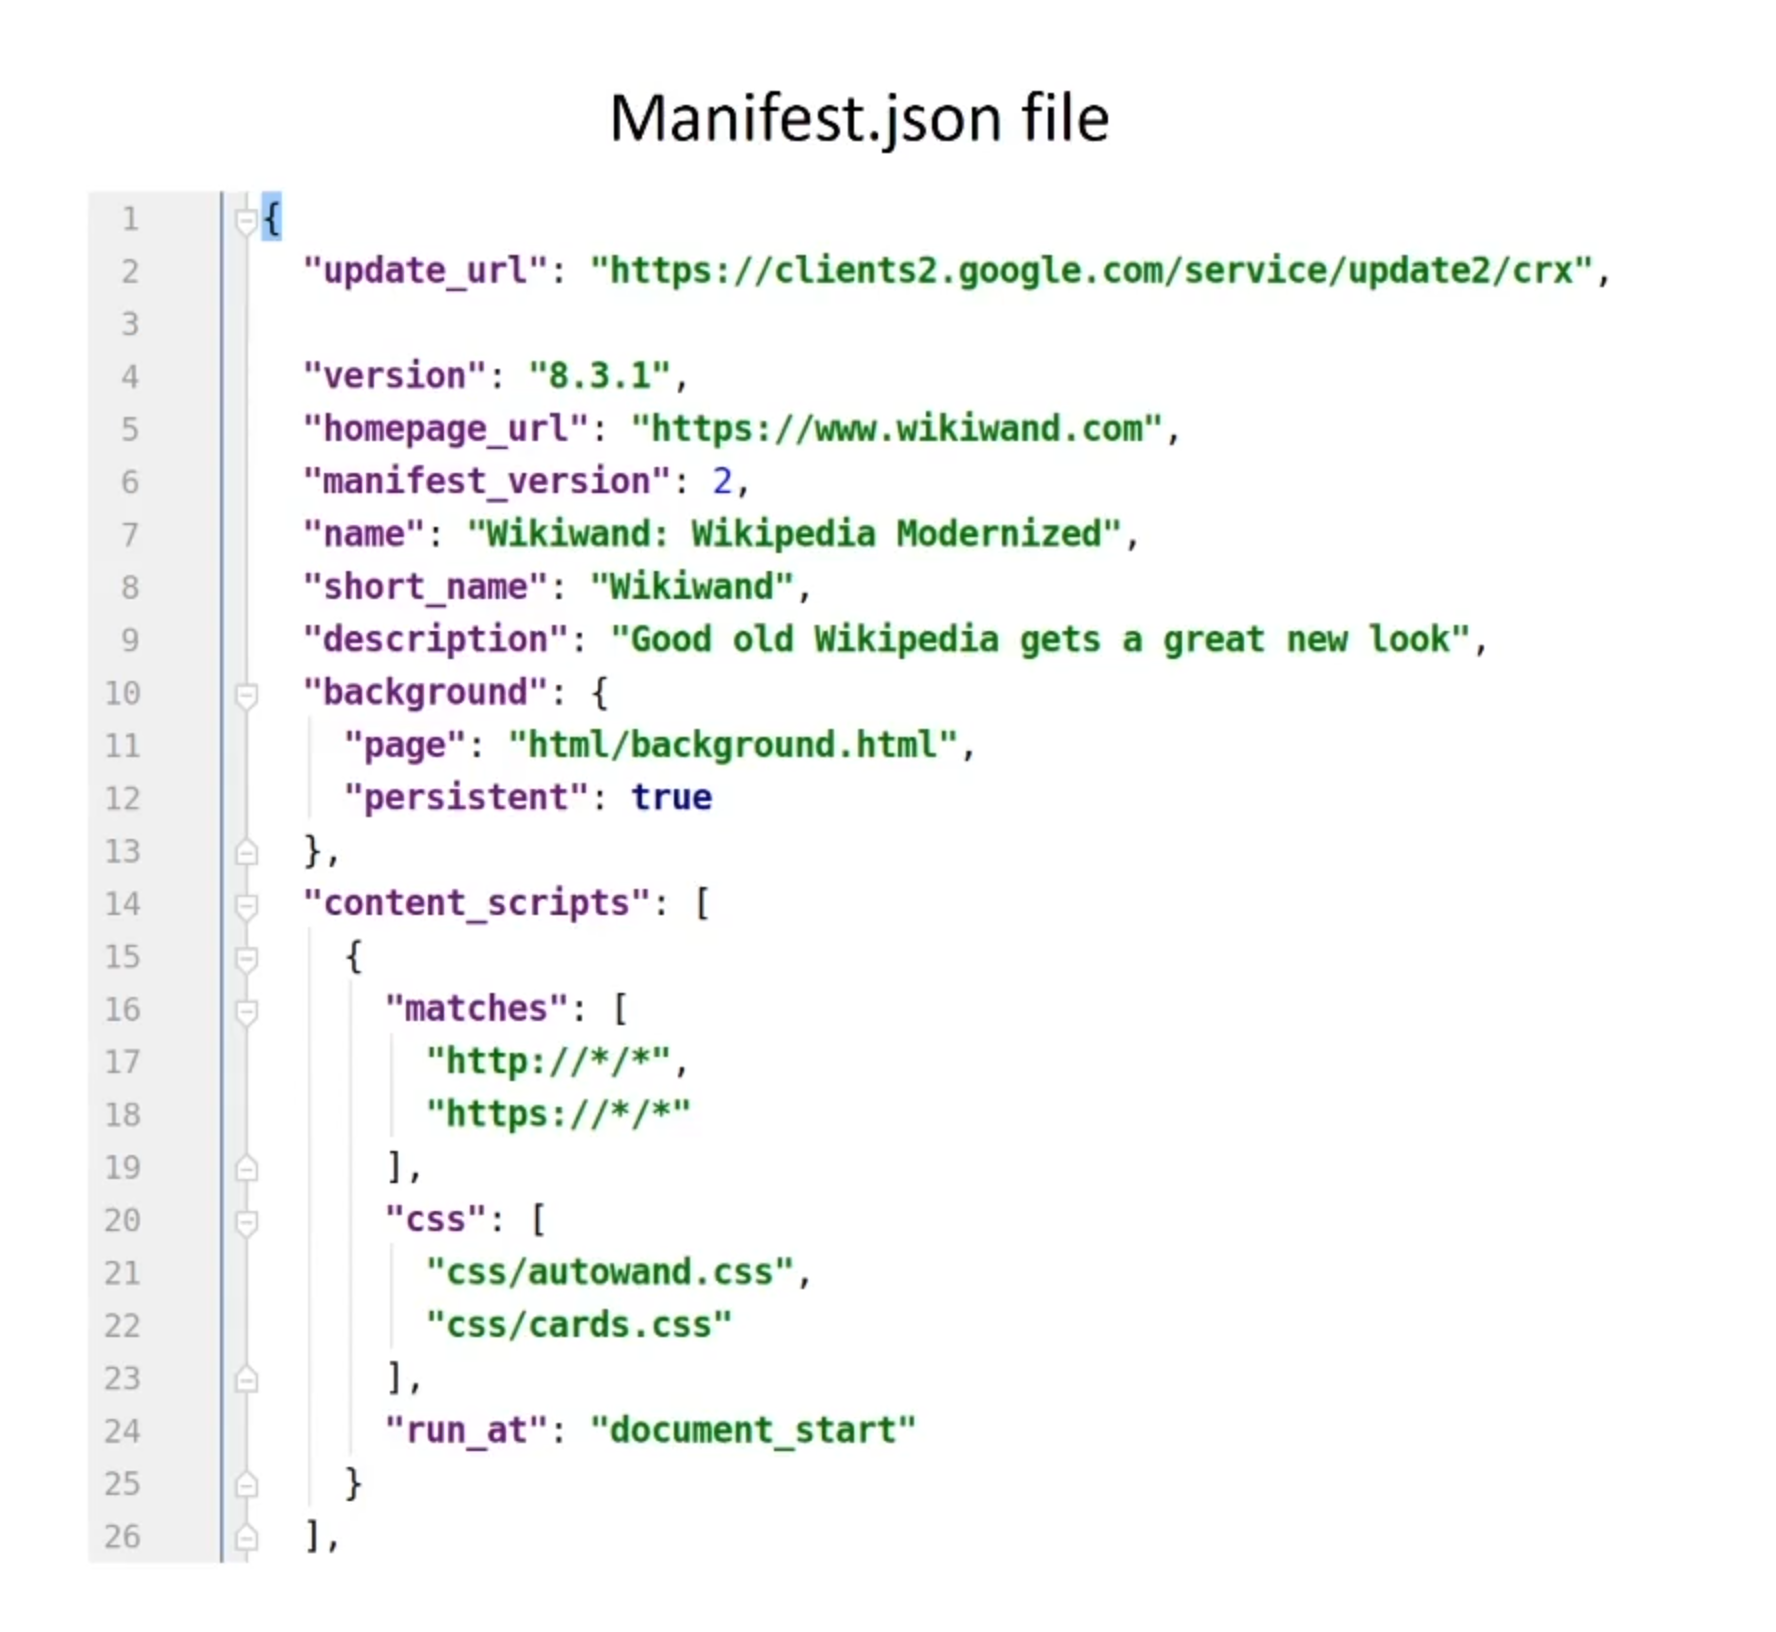 Manifest.json file
1 {
2 "update_url": "https://clients2.google.com/service/update2/crx",
3
4 "version": "8.3.1",
5 "homepage_url": "https://www.wikiwand.com",
6 "manifest_version": 2,
7 "name": "Wikiwand: Wikipedia Modernized",
8 "short_name": "Wikiwand",
9 "description": "Good old Wikipedia gets a great new look",
10 "background": {
11 "page": "html/background.html",
12 "persistent": true
13 },
14 "content_scripts": [
15 {
16 "matches": [
17 "http://*/*",
18 "https://*/*"
19 ],
20 "css": [
21 "css/autowand.css",
22 "css/cards.css"
23 ],
24 "run_at": "document_start"
25 }
26 ],